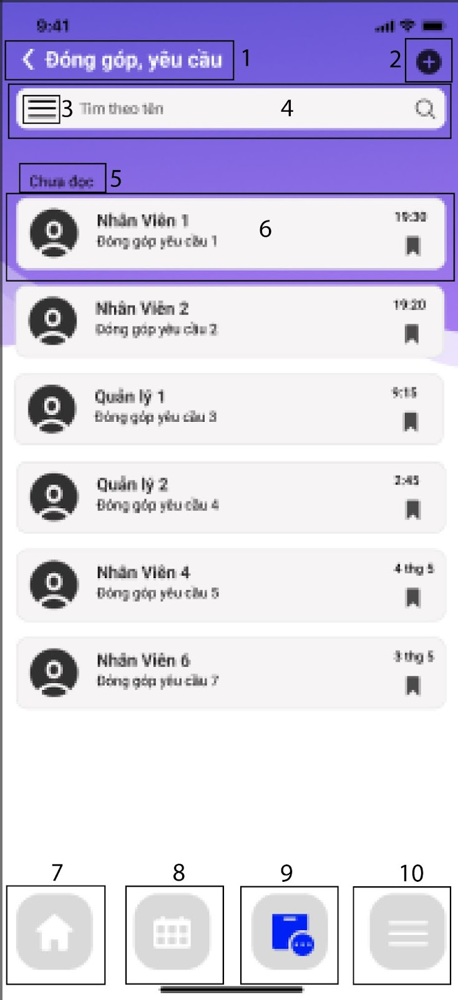 9:41
Đóng góp, yêu cầu 1
2
3 Tìm theo tên 4
Chưa đọc 5
Nhân Viên 1 19:30
Đóng góp yêu cầu 1
6
Nhân Viên 2 19:20
Đóng góp yêu cầu 2
Quản lý 1 9:15
Đóng góp yêu cầu 3
Quản lý 2 2:45
Đóng góp yêu cầu 4
Nhân Viên 4 4 thg 5
Đóng góp yêu cầu 5
Nhân Viên 6 3 thg 5
Đóng góp yêu cầu 7
7 8 9 10